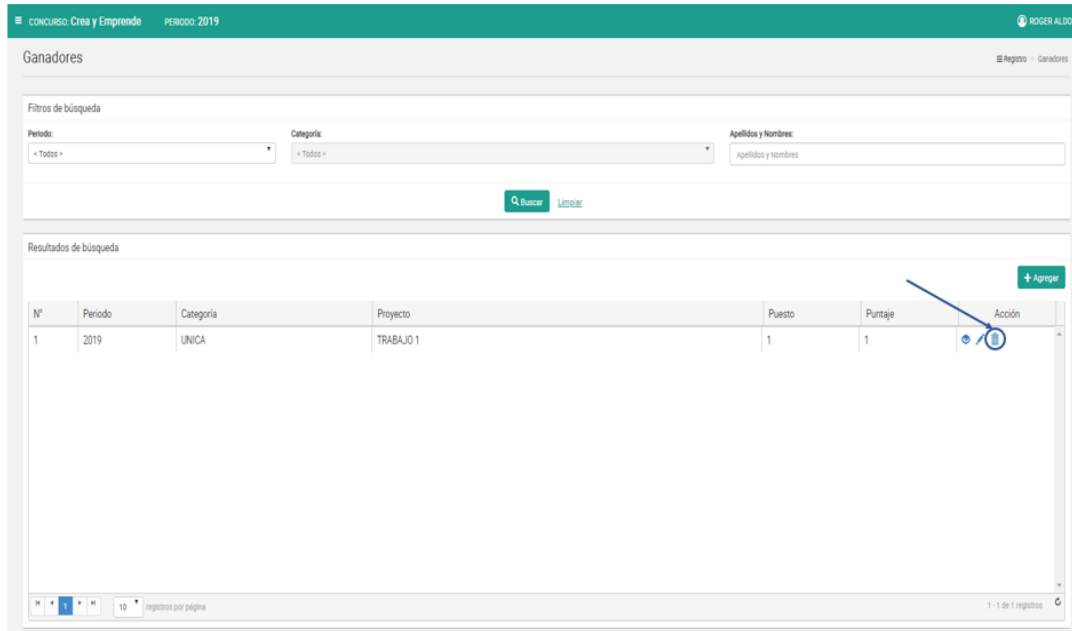 CONCURSO: Crea y Emprende PERIODO: 2019 ROGER ALDO
Ganadores Registro > Ganadores
Filtros de búsqueda
Periodo: Categoría: Apellidos y Nombres:
< Todos > < Todos > Apellidos y Nombres
Buscar Limpiar
Resultados de búsqueda
+ Agregar
N° Periodo Categoría Proyecto Puesto Puntaje Acción
1 2019 UNICA TRABAJO 1 1 1
1 10 registros por página 1 - 1 de 1 registros